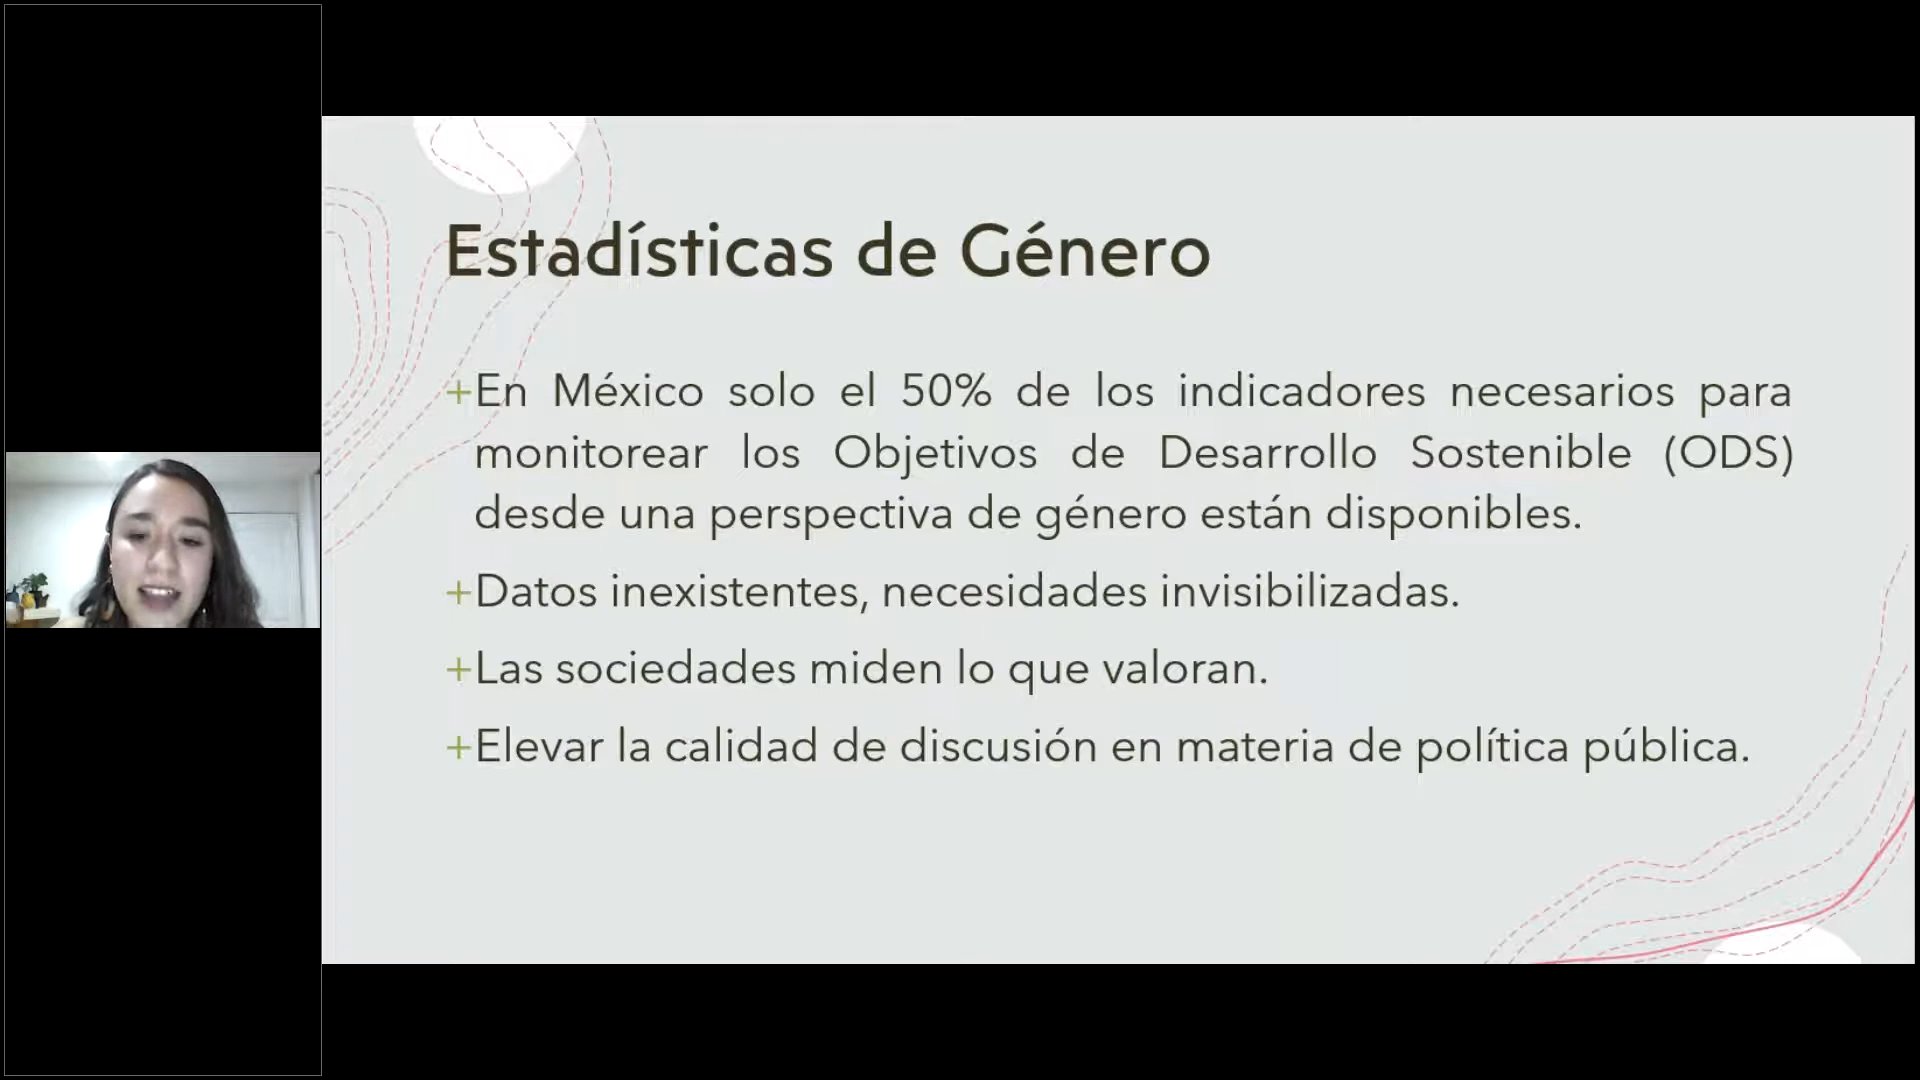 Estadísticas de Género
+En México solo el 50% de los indicadores necesarios para
monitorear los Objetivos de Desarrollo Sostenible (ODS)
desde una perspectiva de género están disponibles.
+Datos inexistentes, necesidades invisibilizadas.
+Las sociedades miden lo que valoran.
+Elevar la calidad de discusión en materia de política pública.